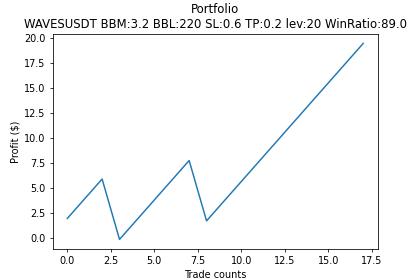 Portfolio
WAVESUSDT BBM:3.2 BBL:220 SL:0.6 TP:0.2 lev:20 WinRatio:89.0
20.0
17.5
15.0
12.5
10.0
7.5
5.0
2.5
0.0
Profit ($)
0.0 2.5 5.0 7.5 10.0 12.5 15.0 17.5
Trade counts